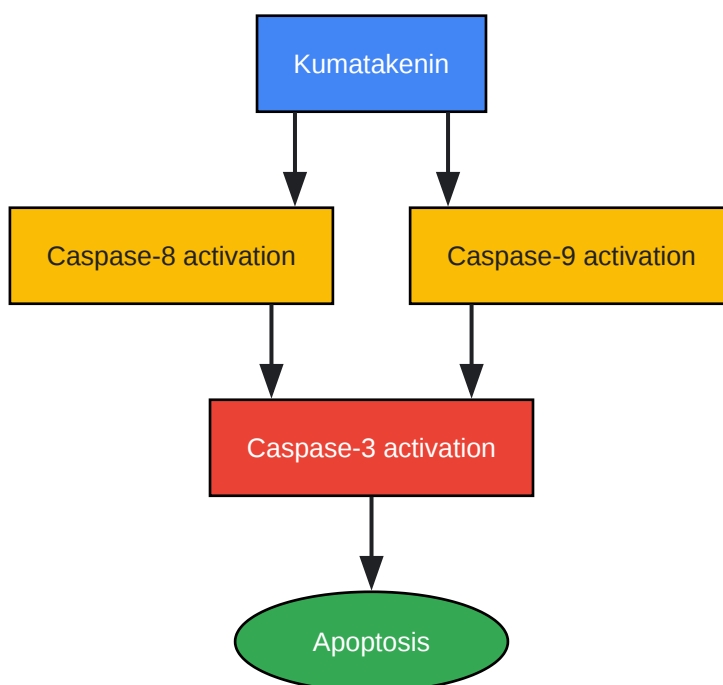 Kumatakenin
Caspase-8 activation
Caspase-9 activation
Caspase-3 activation
Apoptosis